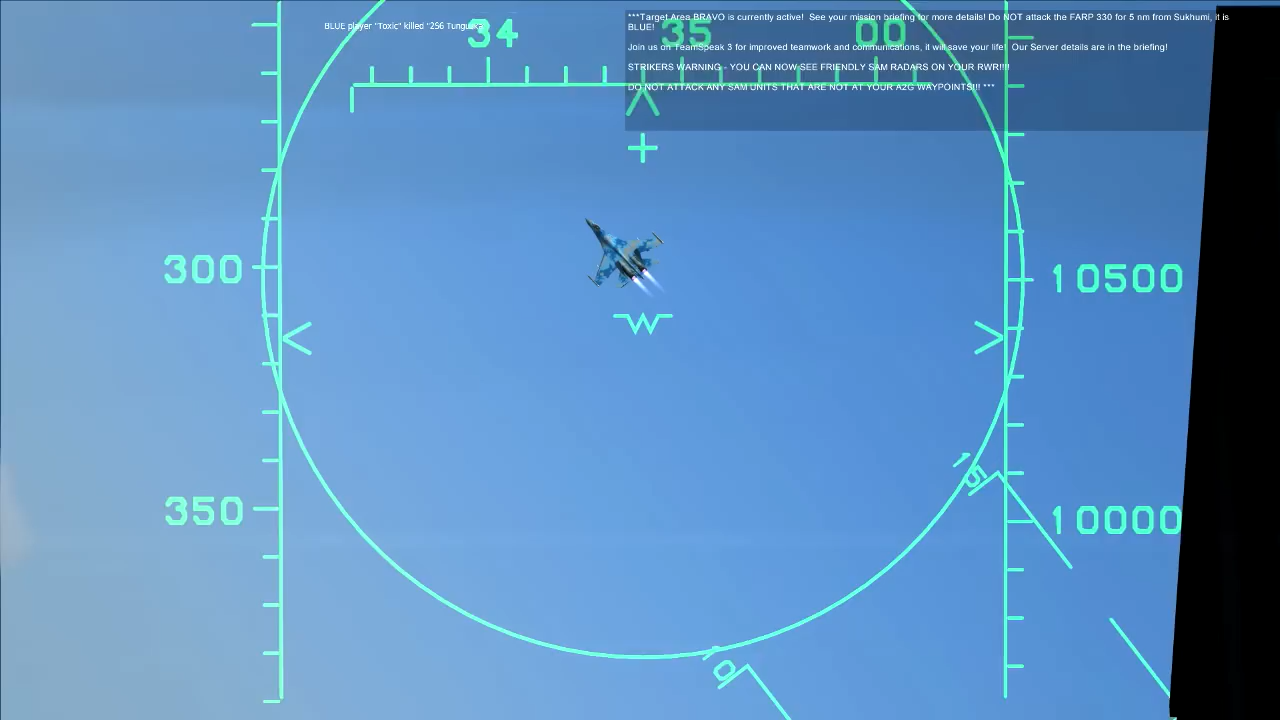 BLUE player "Toxic" killed "256 Tunguska
***Target Area BRAVO is currently active!  See your mission briefing for more details! Do NOT attack the FARP 330 for 5 nm from Sukhumi, it is
BLUE!
Join us on TeamSpeak 3 for improved teamwork and communications, it will save your life!  Our Server details are in the briefing!
STRIKERS WARNING - YOU CAN NOW SEE FRIENDLY SAM RADARS ON YOUR RWR!!!!
DO NOT ATTACK ANY SAM UNITS THAT ARE NOT AT YOUR A2G WAYPOINTS!!! ***
34 35 00
300 10500
350 10000
15
10